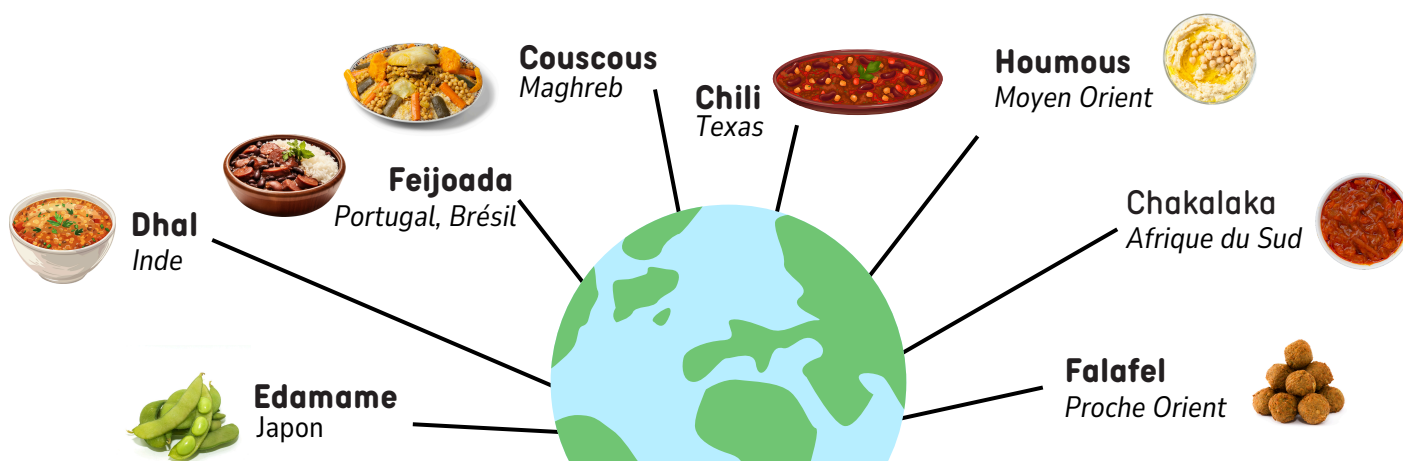 Couscous
Maghreb
Chili
Texas
Houmous
Moyen Orient
Feijoada
Portugal, Brésil
Dhal
Inde
Chakalaka
Afrique du Sud
Edamame
Japon
Falafel
Proche Orient